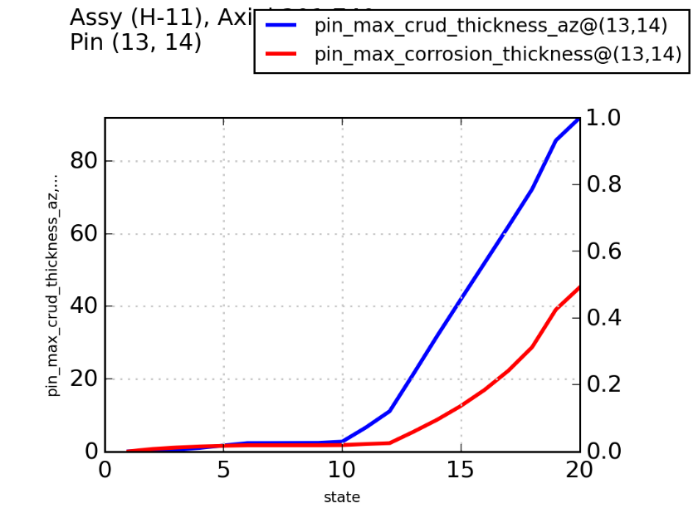 Assy (H-11),
Pin (13, 14)
pin_max_crud_thickness_az@(13,14)
pin_max_corrosion_thickness@(13,14)
pin_max_crud_thickness_az,...
80
60
40
20
0
1.0
0.8
0.6
0.4
0.2
0.0
0 5 10 15 20
state